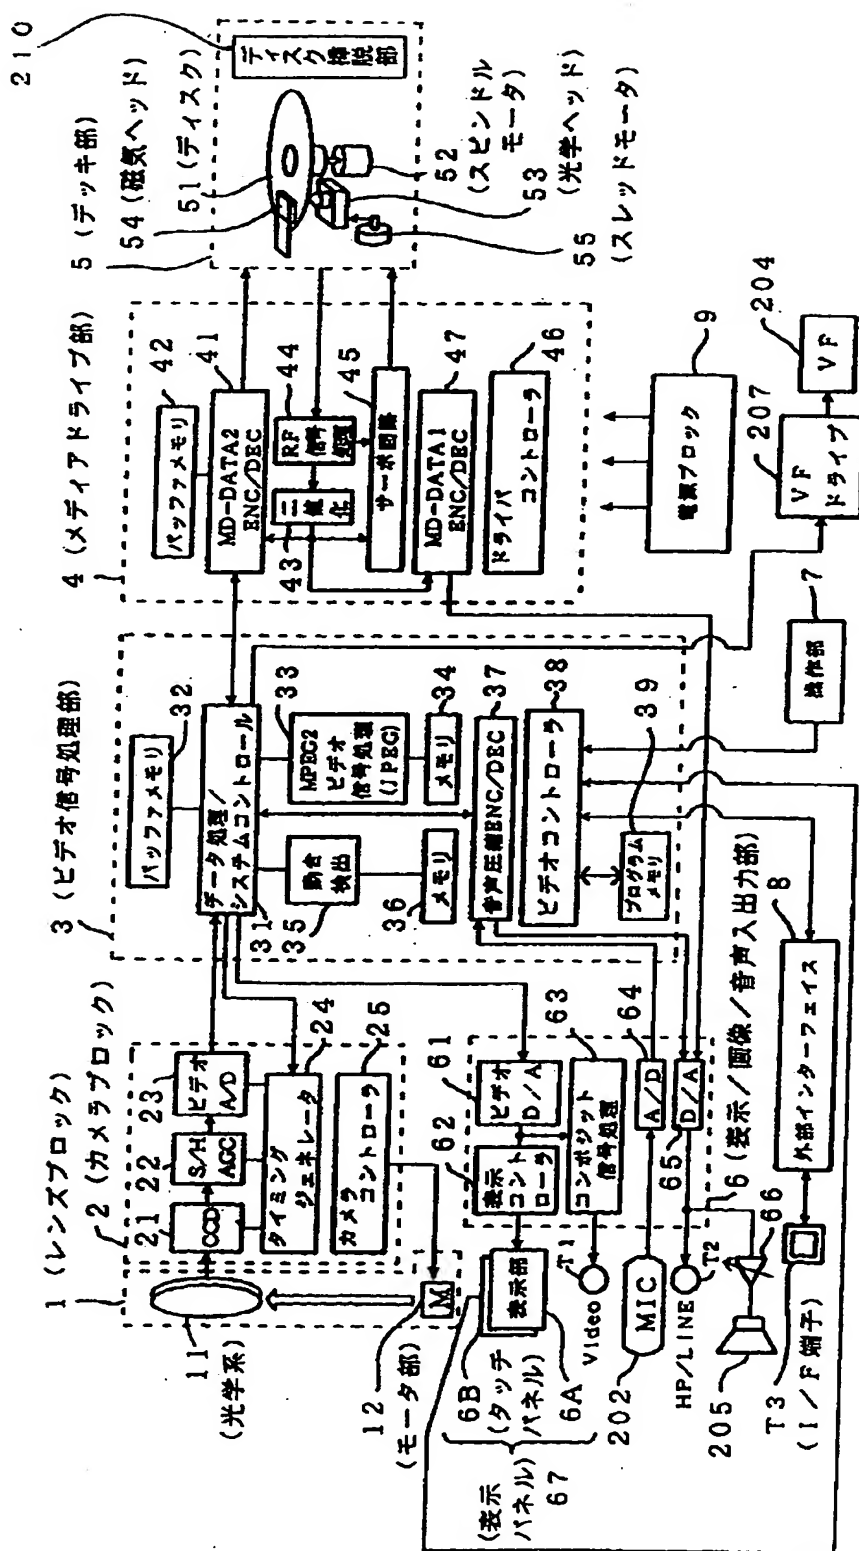 1 (レンズブロック)
2 (カメラブロック)
3 (ビデオ信号処理部)
4 (メディアドライブ部)
5 (デッキ部)
54 (磁気ヘッド)
51 (ディスク)
210
ディスク
部
52
(スピンドル
モータ)
53
(光学ヘッド)
55
(スレッドモータ)
11
(光学系)
21
CCD
22
S/H
AGC
23
ビデオ
A/D
24
タイミング
ジェネレータ
25
カメラ
コントローラ
12
(モータ部)
M
バッファメモリ
32
データ処理/
システムコントロール
31
33
MPEG2
ビデオ
信号処理
(JPEG)
34
メモリ
35
検出
36
メモリ
37
音声圧縮ENC/DEC
38
ビデオコントローラ
39
プログラム
メモリ
バッファメモリ
42
41
MD-DATA2
ENC/DEC
44
RF
信号
処理
43
二値化
45
サーボ回路
47
MD-DATA1
ENC/DEC
46
ドライバ
コントローラ
61
ビデオ
D/A
62
表示
コントローラ
63
コンポジット
信号処理
64
A/D
65
D/A
6 (表示/画像/音声入出力部)
表示部
6B
(タッチ
パネル)
6A
(表示
パネル)
67
T1
Video
202
MIC
HP/LINE
T2
205
66
T3
(I/F端子)
8
外部インターフェイス
7
操作部
9
ブロック
207
VF
ドライブ
204
VF